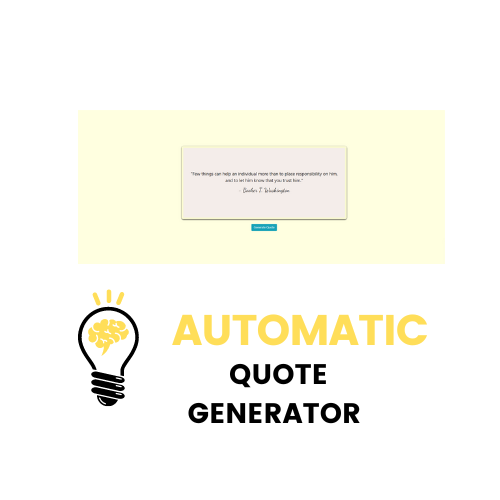 "Few things can help an individual more than to place responsibility on him,
and to let him know that you trust him."
- Booker T. Washington
Generate Quote
AUTOMATIC
QUOTE
GENERATOR